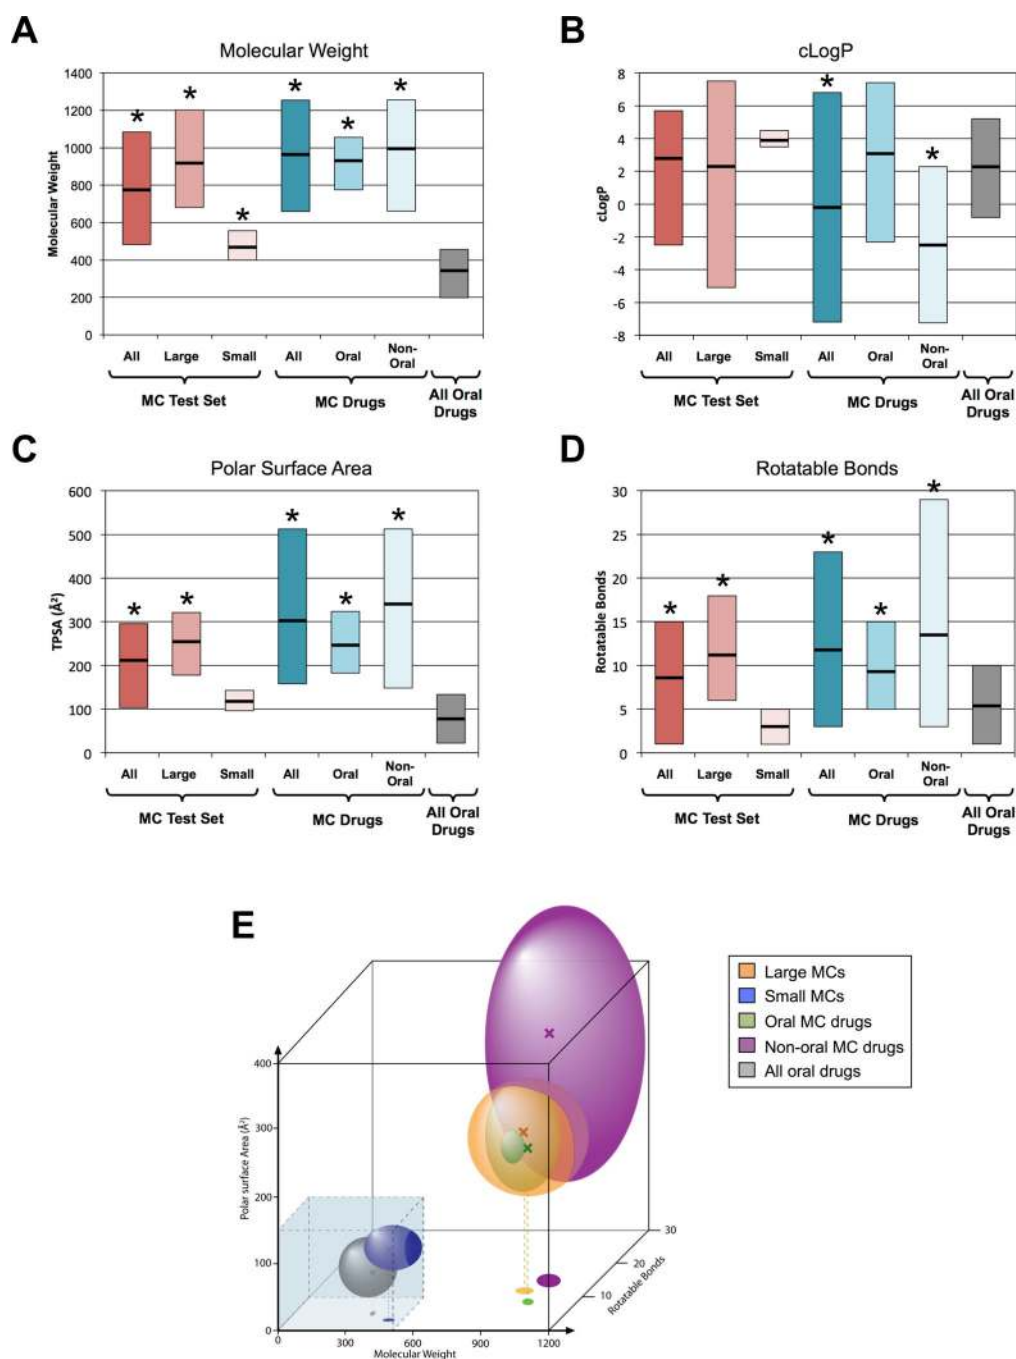 A
Molecular Weight
1400
1200
1000
800
600
400
200
0
Molecular Weight
* * * * * * *
All Large Small All Oral Non-Oral
MC Test Set MC Drugs All Oral Drugs
B
cLogP
8
6
4
2
0
-2
-4
-6
-8
cLogP
* *
All Large Small All Oral Non-Oral
MC Test Set MC Drugs All Oral Drugs
C
Polar Surface Area
600
500
400
300
200
100
0
TPSA (Å²)
* * * * *
All Large Small All Oral Non-Oral
MC Test Set MC Drugs All Oral Drugs
D
Rotatable Bonds
30
25
20
15
10
5
0
Rotatable Bonds
* * * * *
All Large Small All Oral Non-Oral
MC Test Set MC Drugs All Oral Drugs
E
400
300
200
100
0
Polar surface Area (Å²)
0 300 600 900 1200
Molecular Weight
10
20
30
Rotatable Bonds
Large MCs
Small MCs
Oral MC drugs
Non-oral MC drugs
All oral drugs